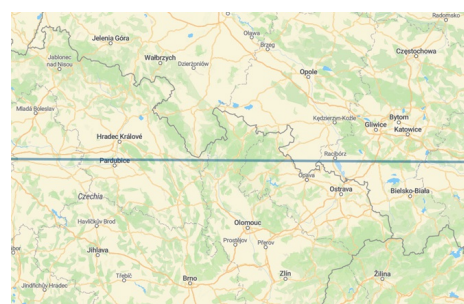 Radomsko
Jelenia Góra
Oława
Brzeg
Częstochowa
Jablonec
nad Nisou
Wałbrzych
Dzierżoniów
Opole
Mladá Boleslav
Kędzierzyn-Koźle
Bytom
Gliwice
Katowice
Hradec Králové
Pardubice
Racibórz
Opava
Ostrava
Bielsko-Biała
Czechia
Havlíčkův Brod
Olomouc
Jihlava
Prostějov
Přerov
Třebíč
Brno
Zlín
Žilina
Jindřichův Hradec